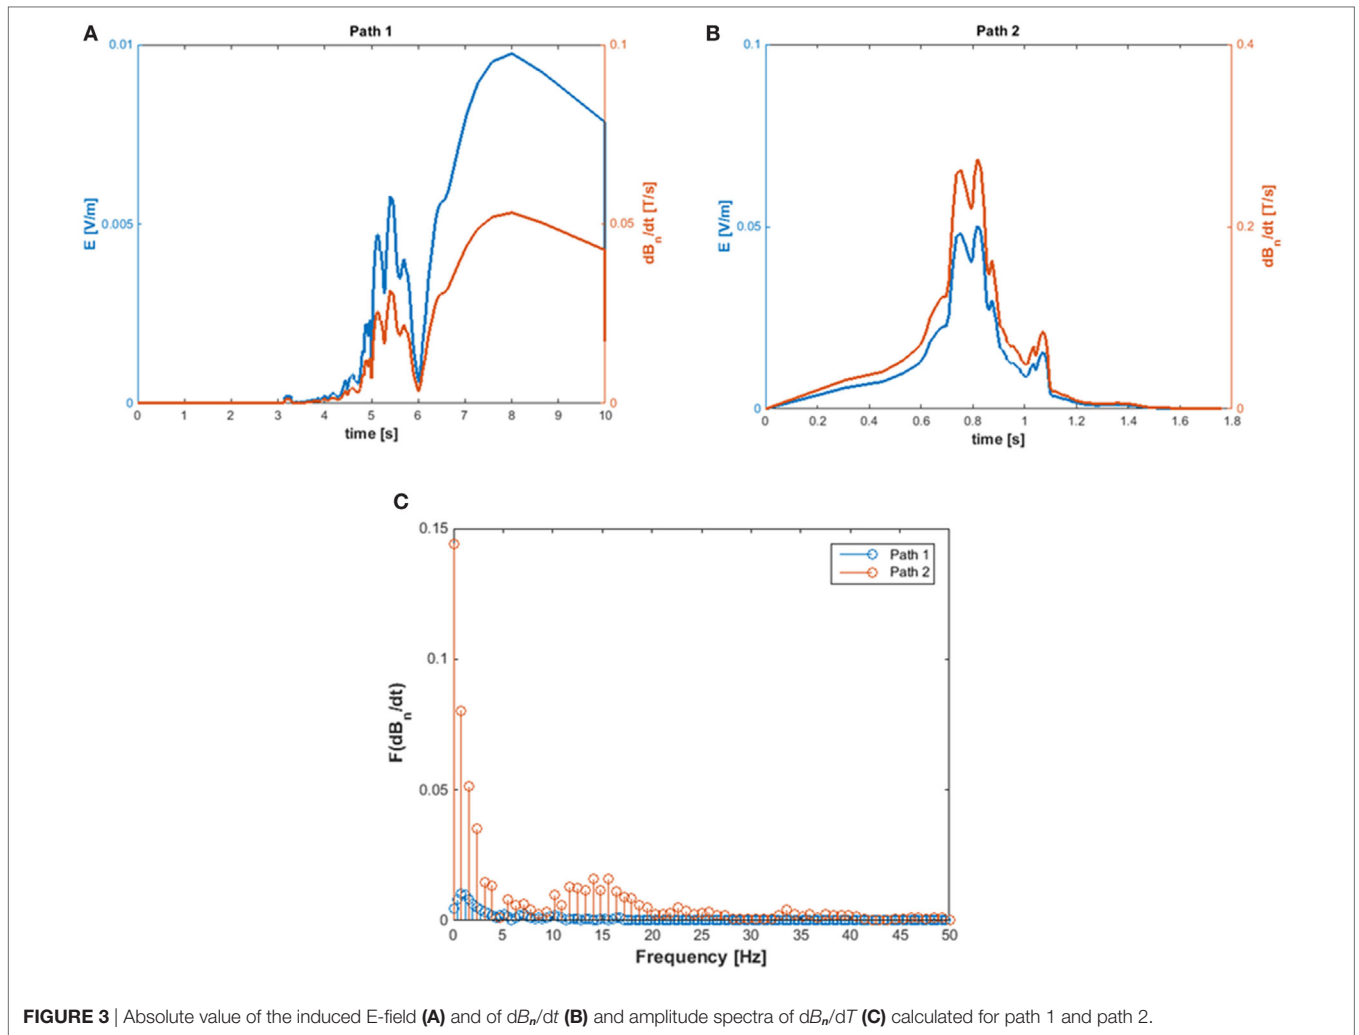 A
Path 1
0.01
0.005
0
E [V/m]
0.1
0.05
0
dBn/dt [T/s]
0 1 2 3 4 5 6 7 8 9 10
time [s]
B
Path 2
0.1
0.05
0
E [V/m]
0.4
0.2
0
dBn/dt [T/s]
0 0.2 0.4 0.6 0.8 1 1.2 1.4 1.6 1.8
time [s]
C
0.15
0.1
0.05
0
F(dBn/dt)
Path 1
Path 2
0 5 10 15 20 25 30 35 40 45 50
Frequency [Hz]
FIGURE 3 | Absolute value of the induced E-field (A) and of dBn/dt (B) and amplitude spectra of dBn/dT (C) calculated for path 1 and path 2.